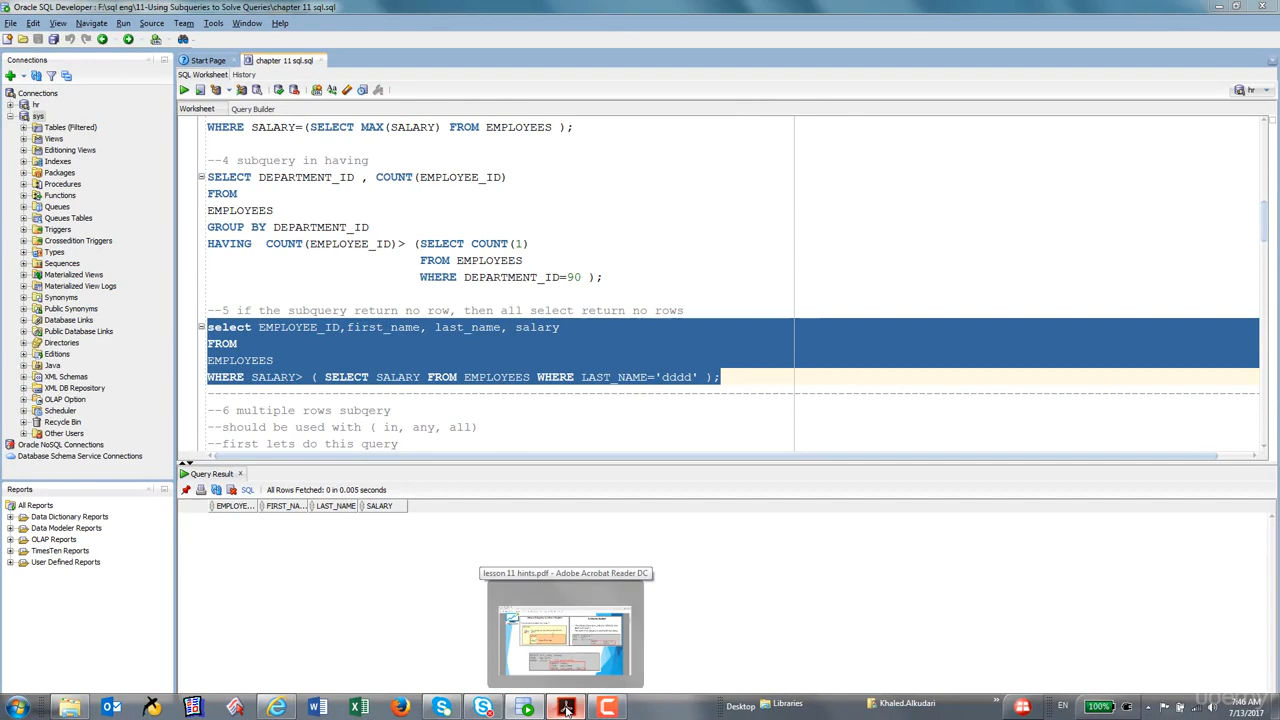 Oracle SQL Developer : F:\sql eng\11-Using Subqueries to Solve Queries\chapter 11 sql.sql
File Edit View Navigate Run Source Team Tools Window Help
Connections
Start Page
chapter 11 sql.sql
SQL Worksheet History
hr
Worksheet Query Builder
Connections
hr
sys
Tables (Filtered)
Views
Editioning Views
Indexes
Packages
Procedures
Functions
Queues
Queues Tables
Triggers
Crossedition Triggers
Types
Sequences
Materialized Views
Materialized View Logs
Synonyms
Public Synonyms
Database Links
Public Database Links
Directories
Editions
Java
XML Schemas
XML DB Repository
OLAP Option
Scheduler
Recycle Bin
Other Users
Oracle NoSQL Connections
Database Schema Service Connections
WHERE SALARY=(SELECT MAX(SALARY) FROM EMPLOYEES );
--4 subquery in having
SELECT DEPARTMENT_ID , COUNT(EMPLOYEE_ID)
FROM
EMPLOYEES
GROUP BY DEPARTMENT_ID
HAVING COUNT(EMPLOYEE_ID)> (SELECT COUNT(1)
FROM EMPLOYEES
WHERE DEPARTMENT_ID=90 );
--5 if the subquery return no row, then all select return no rows
select EMPLOYEE_ID,first_name, last_name, salary
FROM
EMPLOYEES
WHERE SALARY> ( SELECT SALARY FROM EMPLOYEES WHERE LAST_NAME='dddd' );
--6 multiple rows subqery
--should be used with ( in, any, all)
--first lets do this query
Reports
All Reports
Data Dictionary Reports
Data Modeler Reports
OLAP Reports
TimesTen Reports
User Defined Reports
Query Result
SQL All Rows Fetched: 0 in 0.005 seconds
EMPLOYE... FIRST_NA... LAST_NAME SALARY
lesson 11 hints.pdf - Adobe Acrobat Reader DC
Desktop Libraries Khaled.Alkudari 100% EN
7:46 AM
7/13/2017